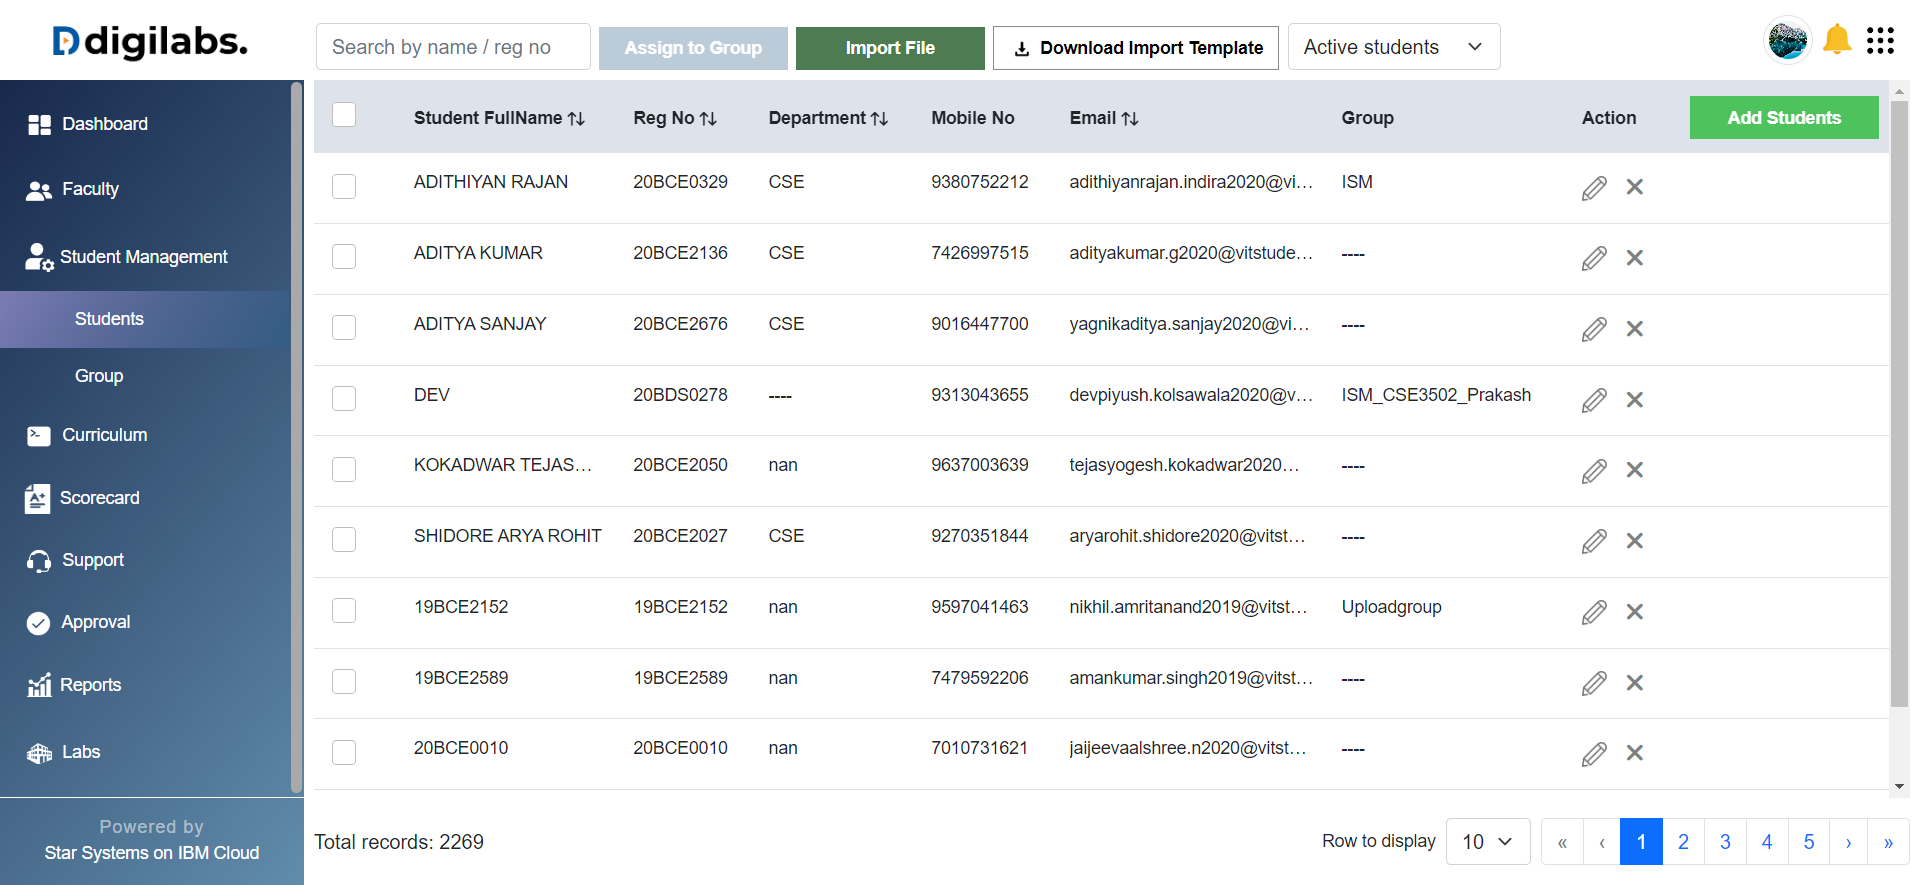 digilabs.
Search by name / reg no
Assign to Group
Import File
Download Import Template
Active students
Dashboard
Faculty
Student Management
Students
Group
Curriculum
Scorecard
Support
Approval
Reports
Labs
Powered by
Star Systems on IBM Cloud
Student FullName Reg No Department Mobile No Email Group Action Add Students
ADITHIYAN RAJAN 20BCE0329 CSE 9380752212 adithiyanrajan.indira2020@vi... ISM
ADITYA KUMAR 20BCE2136 CSE 7426997515 adityakumar.g2020@vitstude... ----
ADITYA SANJAY 20BCE2676 CSE 9016447700 yagnikaditya.sanjay2020@vi... ----
DEV 20BDS0278 ---- 9313043655 devpiyush.kolsawala2020@v... ISM_CSE3502_Prakash
KOKADWAR TEJAS... 20BCE2050 nan 9637003639 tejasyogesh.kokadwar2020... ----
SHIDORE ARYA ROHIT 20BCE2027 CSE 9270351844 aryarohit.shidore2020@vitst... ----
19BCE2152 19BCE2152 nan 9597041463 nikhil.amritanand2019@vitst... Uploadgroup
19BCE2589 19BCE2589 nan 7479592206 amankumar.singh2019@vitst... ----
20BCE0010 20BCE0010 nan 7010731621 jaijeevaalshree.n2020@vitst... ----
Total records: 2269
Row to display 10 « ‹ 1 2 3 4 5 › »